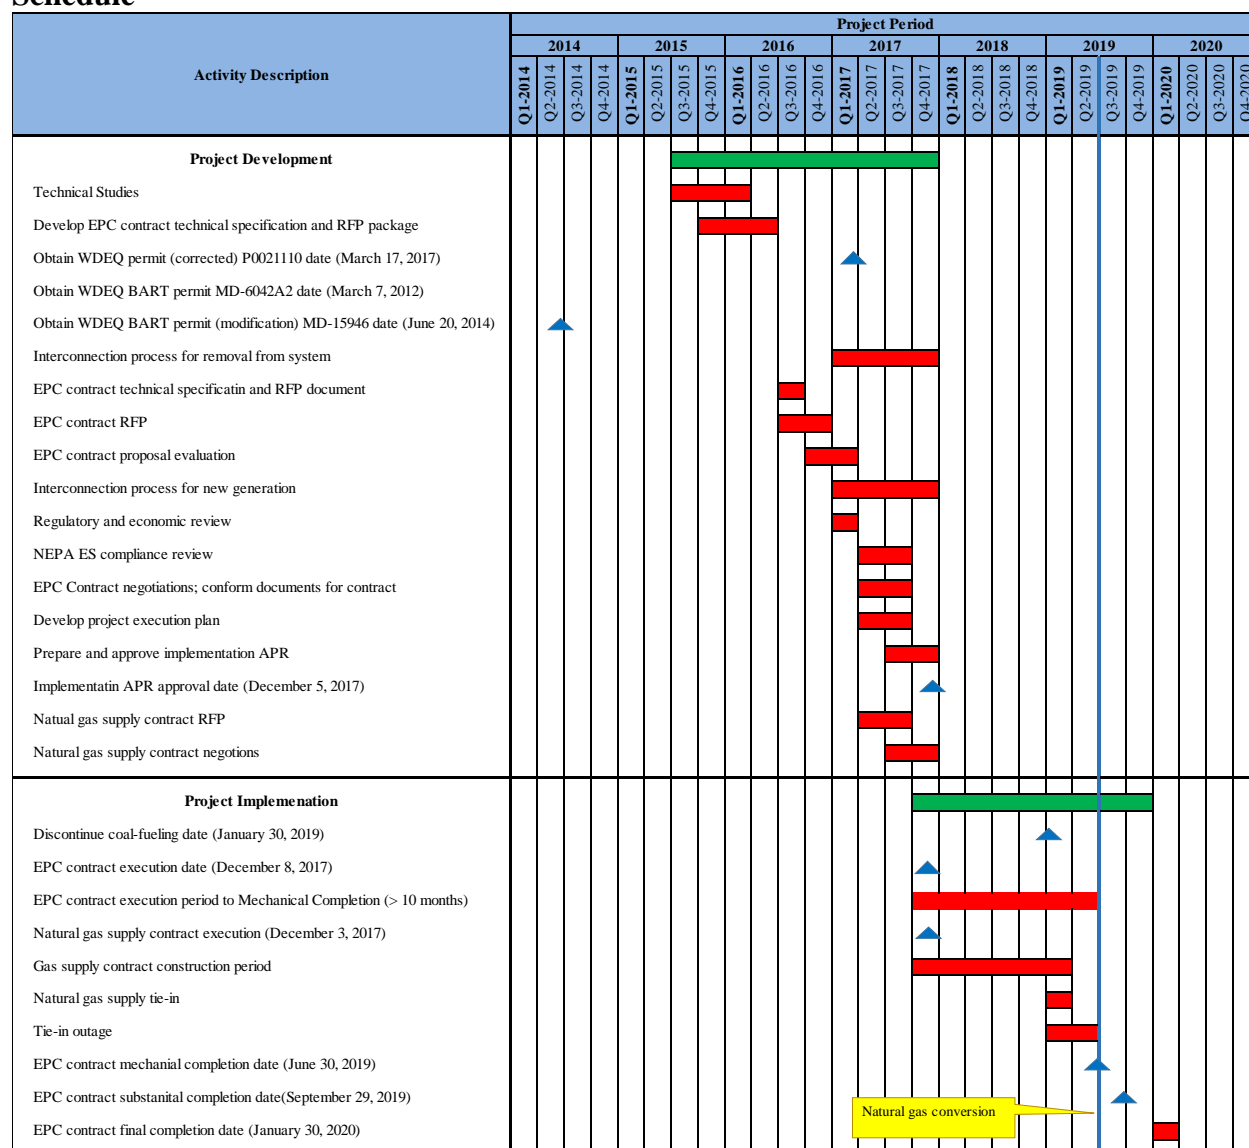 Schedule
Project Period
2014 2015 2016 2017 2018 2019 2020
Activity Description
Q1-2014 Q2-2014 Q3-2014 Q4-2014 Q1-2015 Q2-2015 Q3-2015 Q4-2015 Q1-2016 Q2-2016 Q3-2016 Q4-2016 Q1-2017 Q2-2017 Q3-2017 Q4-2017 Q1-2018 Q2-2018 Q3-2018 Q4-2018 Q1-2019 Q2-2019 Q3-2019 Q4-2019 Q1-2020 Q2-2020 Q3-2020 Q4-2020
Project Development
Technical Studies
Develop EPC contract technical specification and RFP package
Obtain WDEQ permit (corrected) P0021110 date (March 17, 2017)
Obtain WDEQ BART permit MD-6042A2 date (March 7, 2012)
Obtain WDEQ BART permit (modification) MD-15946 date (June 20, 2014)
Interconnection process for removal from system
EPC contract technical specificatin and RFP document
EPC contract RFP
EPC contract proposal evaluation
Interconnection process for new generation
Regulatory and economic review
NEPA ES compliance review
EPC Contract negotiations; conform documents for contract
Develop project execution plan
Prepare and approve implementation APR
Implementatin APR approval date (December 5, 2017)
Natual gas supply contract RFP
Natural gas supply contract negotions
Project Implemenation
Discontinue coal-fueling date (January 30, 2019)
EPC contract execution date (December 8, 2017)
EPC contract execution period to Mechanical Completion (> 10 months)
Natural gas supply contract execution (December 3, 2017)
Gas supply contract construction period
Natural gas supply tie-in
Tie-in outage
EPC contract mechanial completion date (June 30, 2019)
EPC contract substanital completion date(September 29, 2019)
Natural gas conversion
EPC contract final completion date (January 30, 2020)